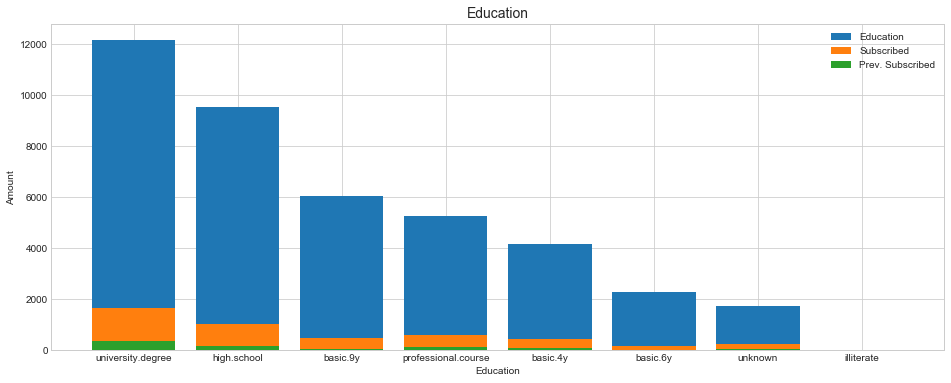 Education
Education
Subscribed
Prev. Subscribed
Amount
12000
10000
8000
6000
4000
2000
0
university.degree high.school basic.9y professional.course basic.4y basic.6y unknown illiterate
Education